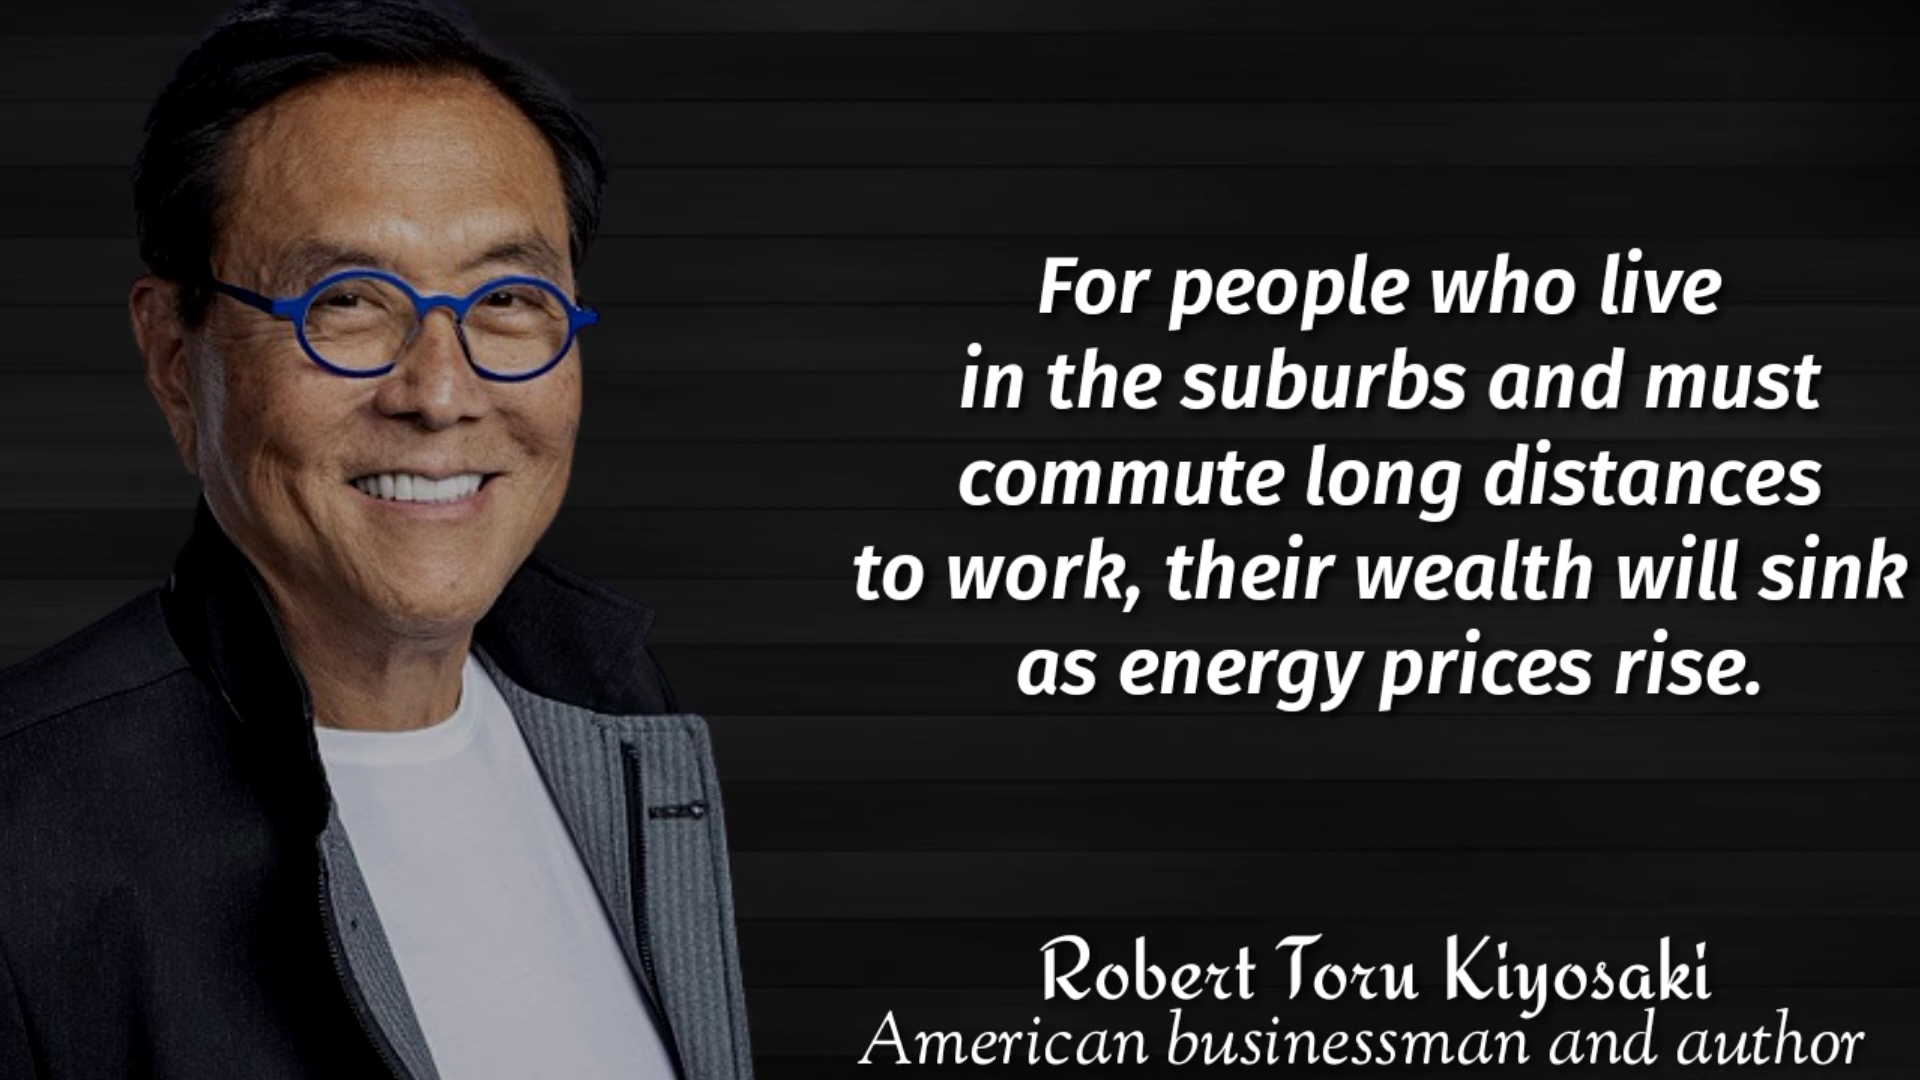 For people who live
in the suburbs and must
commute long distances
to work, their wealth will sink
as energy prices rise.
Robert Toru Kiyosaki
American businessman and author